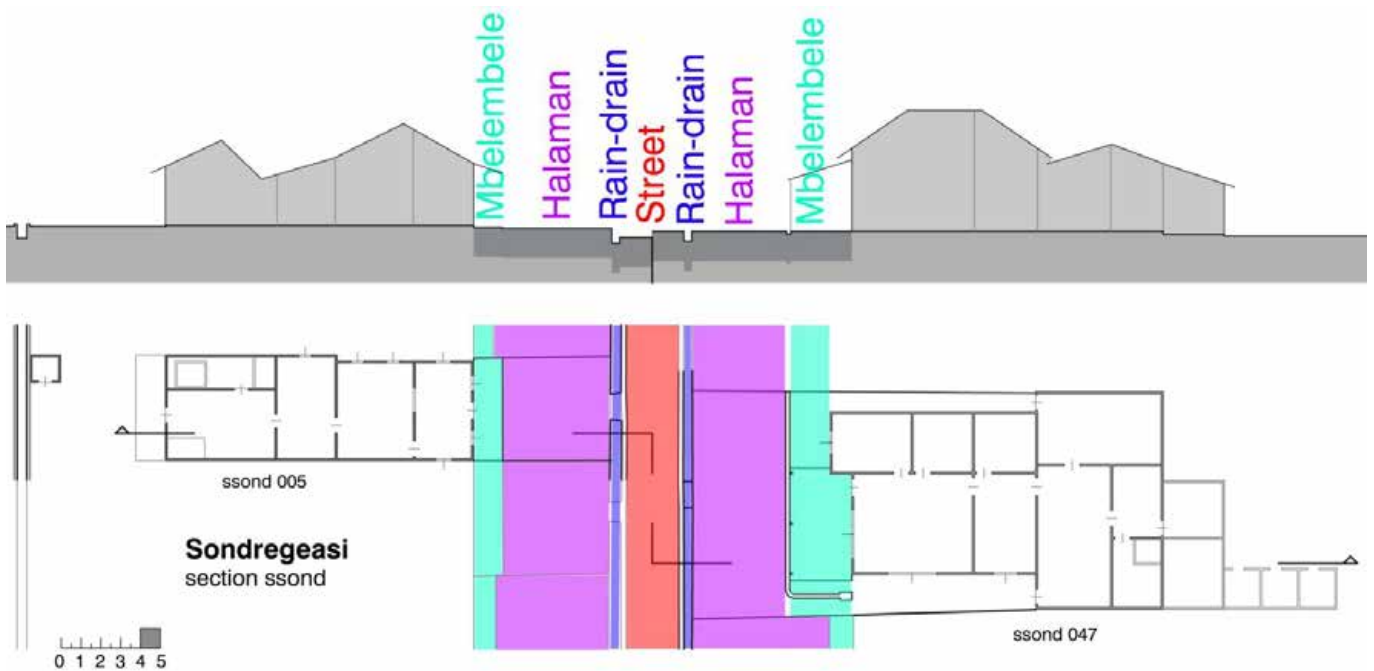 Mbelembele
Halaman
Rain-drain
Street
Rain-drain
Halaman
Mbelembele
ssond 005
Sondregeasi
section ssond
ssond 047
0 1 2 3 4 5